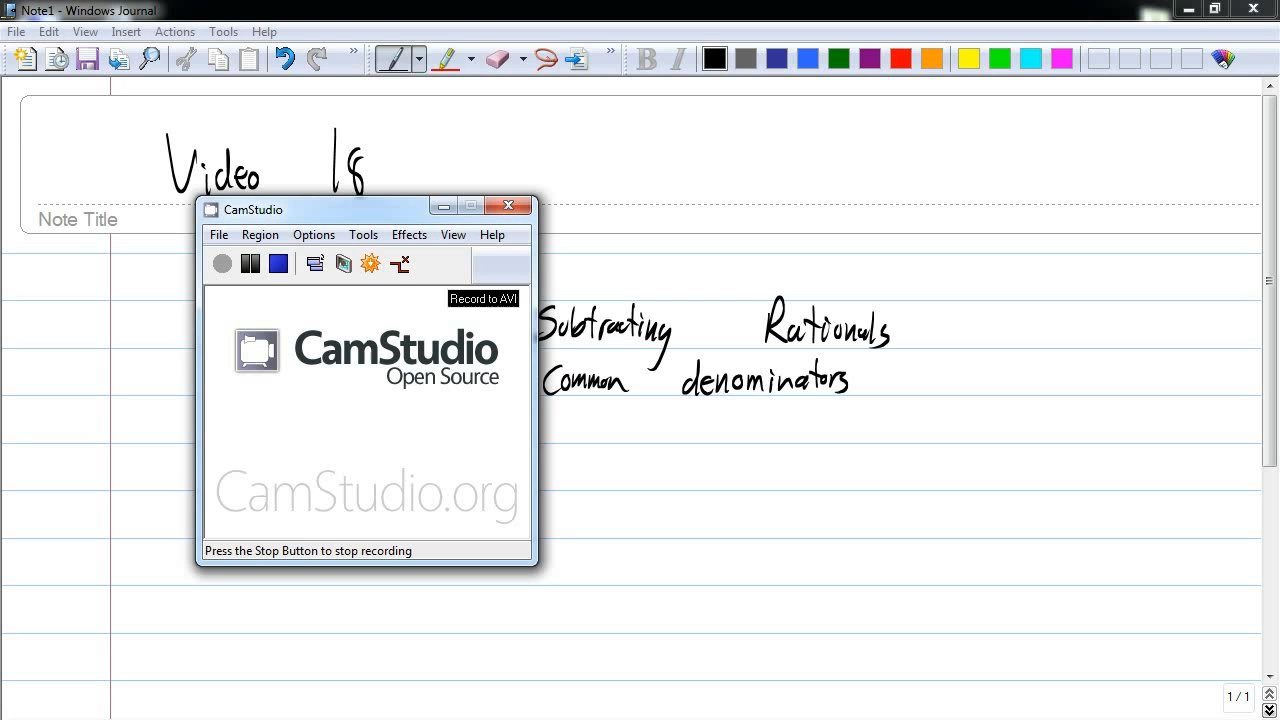 Note1 - Windows Journal
File Edit View Insert Actions Tools Help
B I
Video 18
Note Title
CamStudio
File Region Options Tools Effects View Help
Record to AVI
CamStudio
Open Source
CamStudio.org
Press the Stop Button to stop recording
Subtracting Rationals
Common denominators
1 / 1